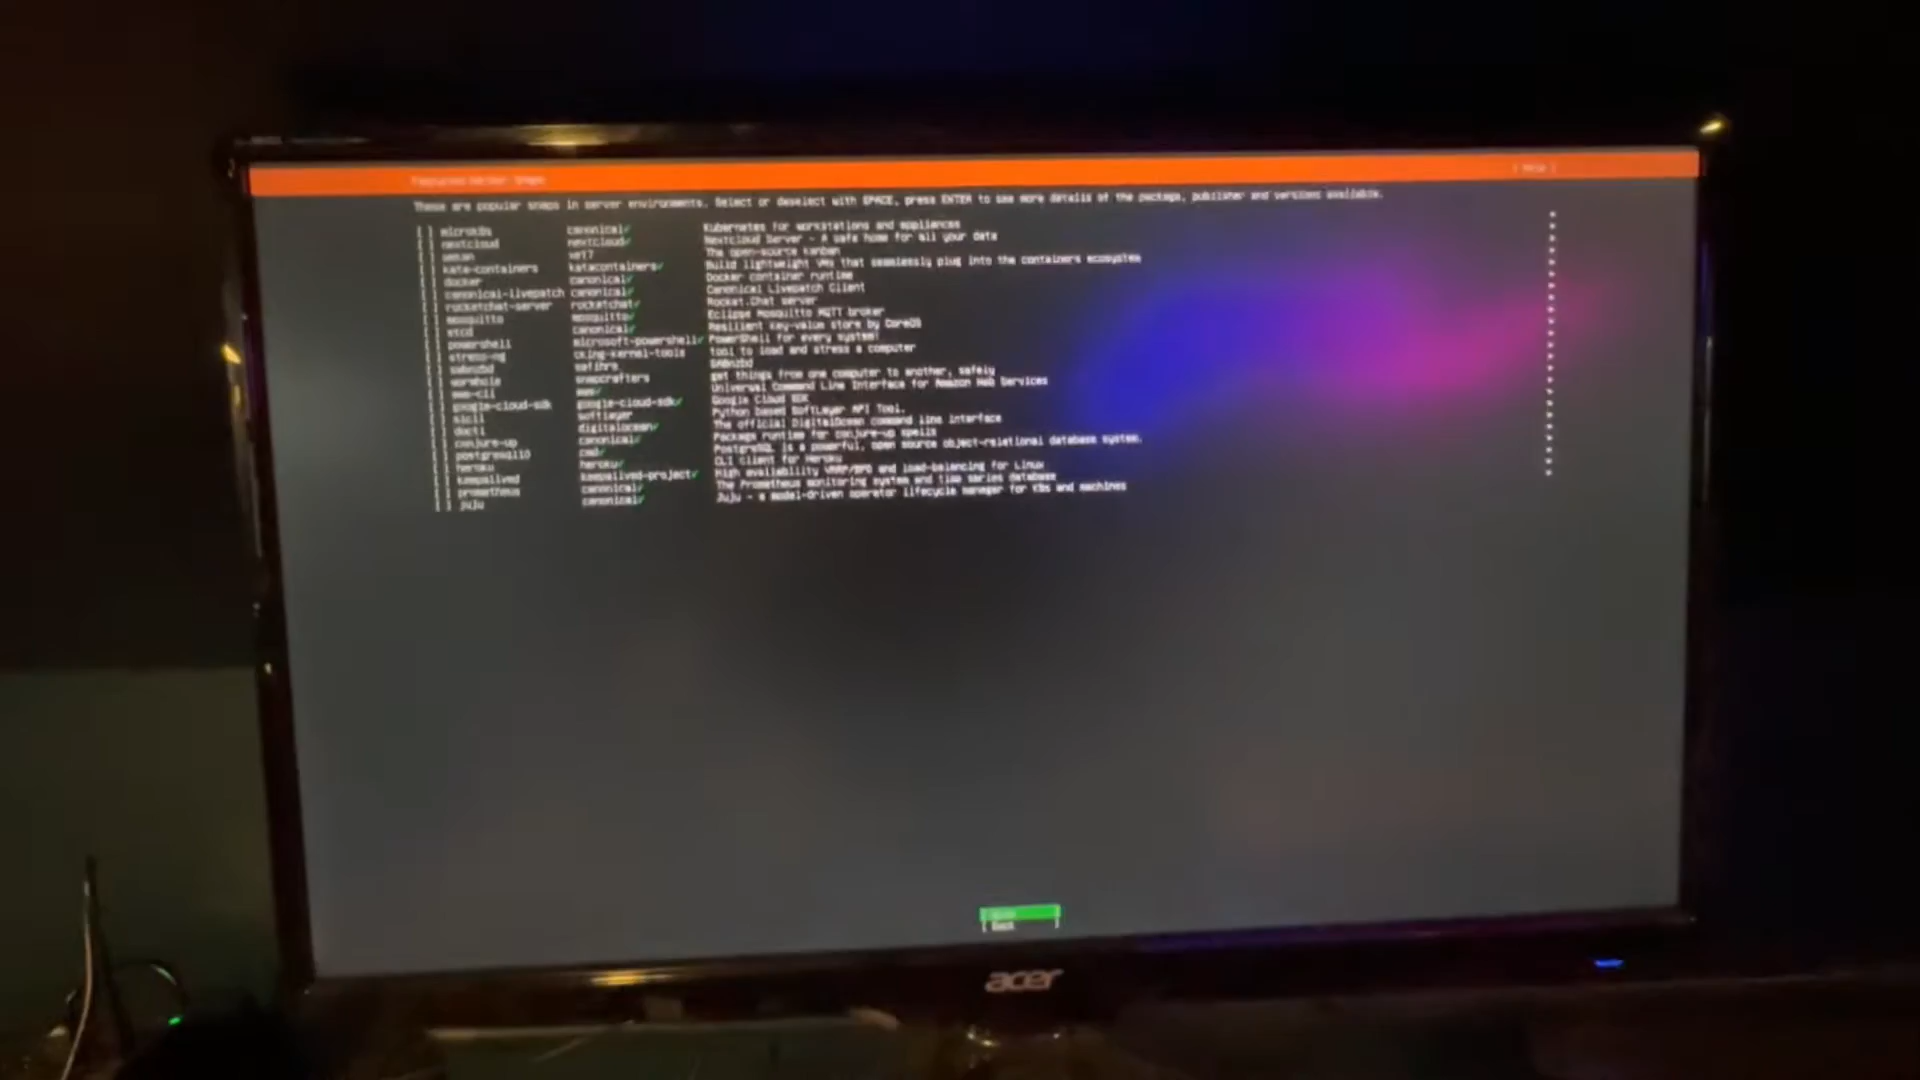 Featured Server Snaps
[ Help ]
These are popular snaps in server environments. Select or deselect with SPACE, press ENTER to see more details of the package, publisher and versions available.
[ ] microk8s canonical✓ Kubernetes for workstations and appliances
[ ] nextcloud nextcloud✓ Nextcloud Server - A safe home for all your data
[ ] wekan xet7 The open-source kanban
[ ] kata-containers katacontainers✓ Build lightweight VMs that seamlessly plug into the containers ecosystem
[ ] docker canonical✓ Docker container runtime
[ ] canonical-livepatch canonical✓ Canonical Livepatch Client
[ ] rocketchat-server rocketchat✓ Rocket.Chat server
[ ] mosquitto mosquitto✓ Eclipse Mosquitto MQTT broker
[ ] etcd canonical✓ Resilient key-value store by CoreOS
[ ] powershell microsoft-powershell✓ PowerShell for every system!
[ ] stress-ng cking-kernel-tools tool to load and stress a computer
[ ] sabnzbd safihre SABnzbd
[ ] wormhole snapcrafters get things from one computer to another, safely
[ ] aws-cli aws✓ Universal Command Line Interface for Amazon Web Services
[ ] google-cloud-sdk google-cloud-sdk✓ Google Cloud SDK
[ ] slcli softlayer Python based SoftLayer API Tool.
[ ] doctl digitalocean✓ The official DigitalOcean command line interface
[ ] conjure-up canonical✓ Package runtime for conjure-up spells
[ ] postgresql10 cmd✓ PostgreSQL is a powerful, open source object-relational database system.
[ ] heroku heroku✓ CLI client for Heroku
[ ] keepalived keepalived-project✓ High availability VRRP/BFD and load-balancing for Linux
[ ] prometheus canonical✓ The Prometheus monitoring system and time series database
[ ] juju canonical✓ Juju - a model-driven operator lifecycle manager for K8s and machines
[ Done ]
[ Back ]
acer